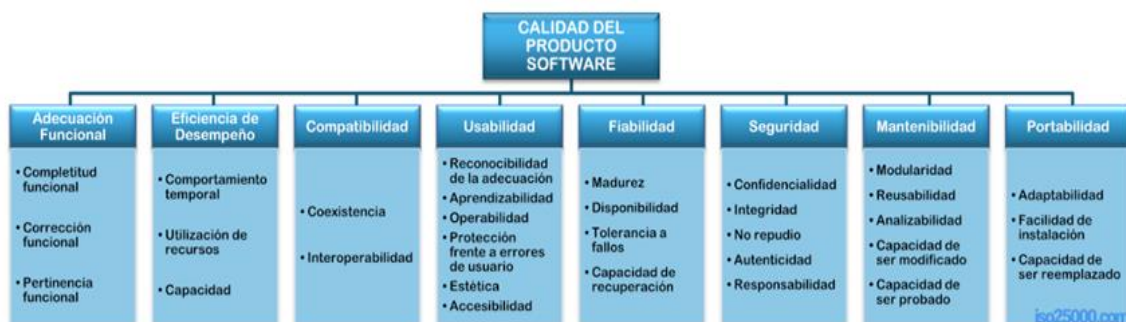 CALIDAD DEL
PRODUCTO
SOFTWARE
Adecuación
Funcional
• Completitud
funcional
• Corrección
funcional
• Pertinencia
funcional
Eficiencia de
Desempeño
• Comportamiento
temporal
• Utilización de
recursos
• Capacidad
Compatibilidad
• Coexistencia
• Interoperabilidad
Usabilidad
• Reconocibilidad
de la adecuación
• Aprendizabilidad
• Operabilidad
• Protección
frente a errores
de usuario
• Estética
• Accesibilidad
Fiabilidad
• Madurez
• Disponibilidad
• Tolerancia a
fallos
• Capacidad de
recuperación
Seguridad
• Confidencialidad
• Integridad
• No repudio
• Autenticidad
• Responsabilidad
Mantenibilidad
• Modularidad
• Reusabilidad
• Analizabilidad
• Capacidad de
ser modificado
• Capacidad de
ser probado
Portabilidad
• Adaptabilidad
• Facilidad de
instalación
• Capacidad de
ser reemplazado
iso25000.com